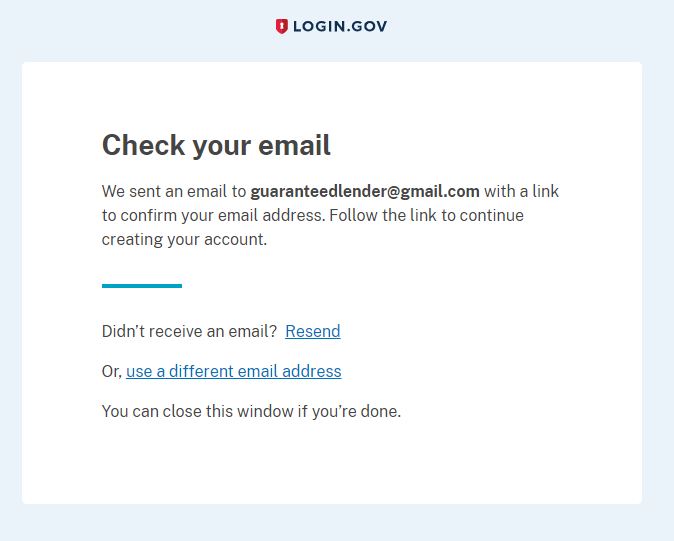 LOGIN.GOV
Check your email
We sent an email to guaranteedlender@gmail.com with a link
to confirm your email address. Follow the link to continue
creating your account.
Didn’t receive an email? Resend
Or, use a different email address
You can close this window if you’re done.